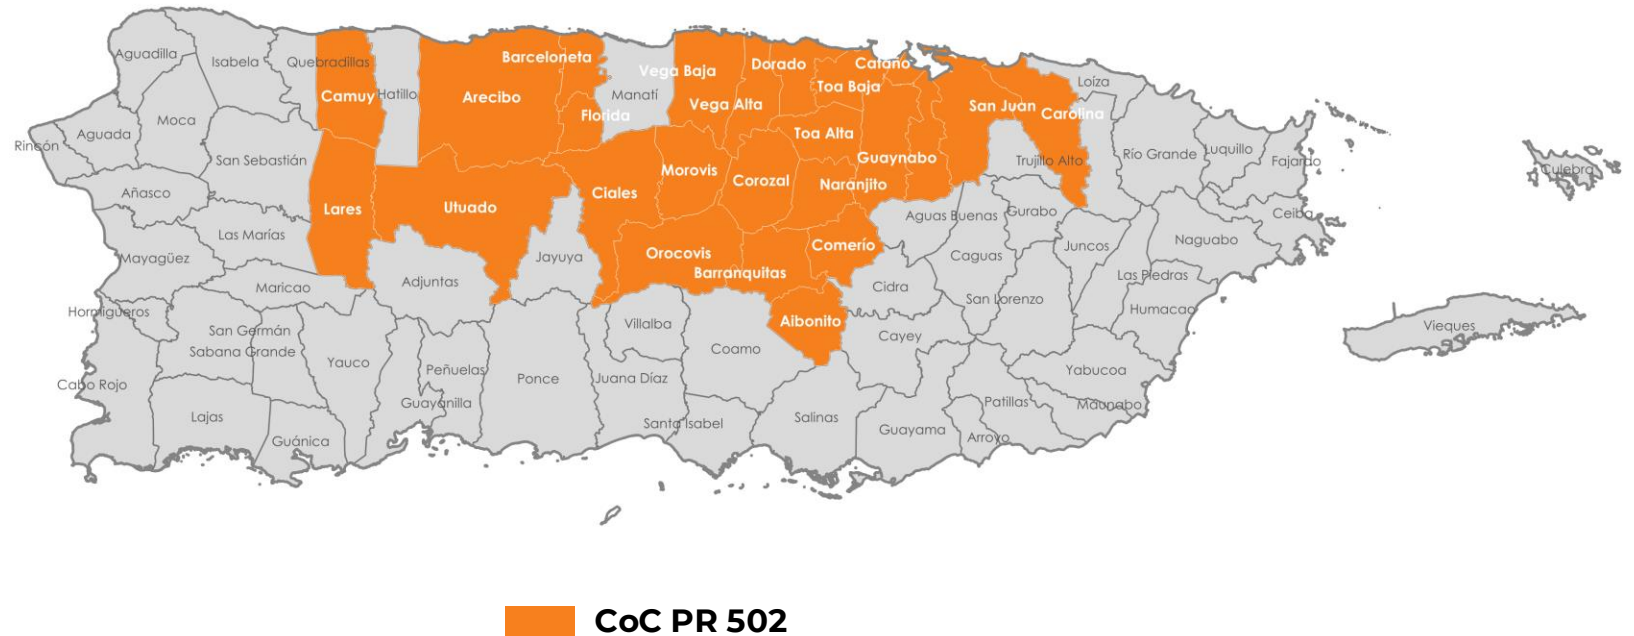 Aguadilla
Isabela
Quebradillas
Camuy
Hatillo
Arecibo
Barceloneta
Florida
Manatí
Vega Baja
Vega Alta
Dorado
Toa Baja
Cataño
Toa Alta
Guaynabo
San Juan
Carolina
Loíza
Trujillo Alto
Río Grande
Luquillo
Fajardo
Culebra
Rincón
Aguada
Moca
San Sebastián
Añasco
Lares
Utuado
Ciales
Morovis
Corozal
Naranjito
Las Marías
Mayagüez
Maricao
Adjuntas
Jayuya
Orocovis
Barranquitas
Comerío
Aguas Buenas
Gurabo
Caguas
Juncos
Ceiba
Naguabo
Las Piedras
Humacao
San Lorenzo
Cidra
Aibonito
Cayey
Hormigueros
San Germán
Sabana Grande
Cabo Rojo
Lajas
Guánica
Yauco
Guayanilla
Peñuelas
Ponce
Juana Díaz
Villalba
Coamo
Santa Isabel
Salinas
Guayama
Arroyo
Patillas
Maunabo
Yabucoa
Vieques
CoC PR 502